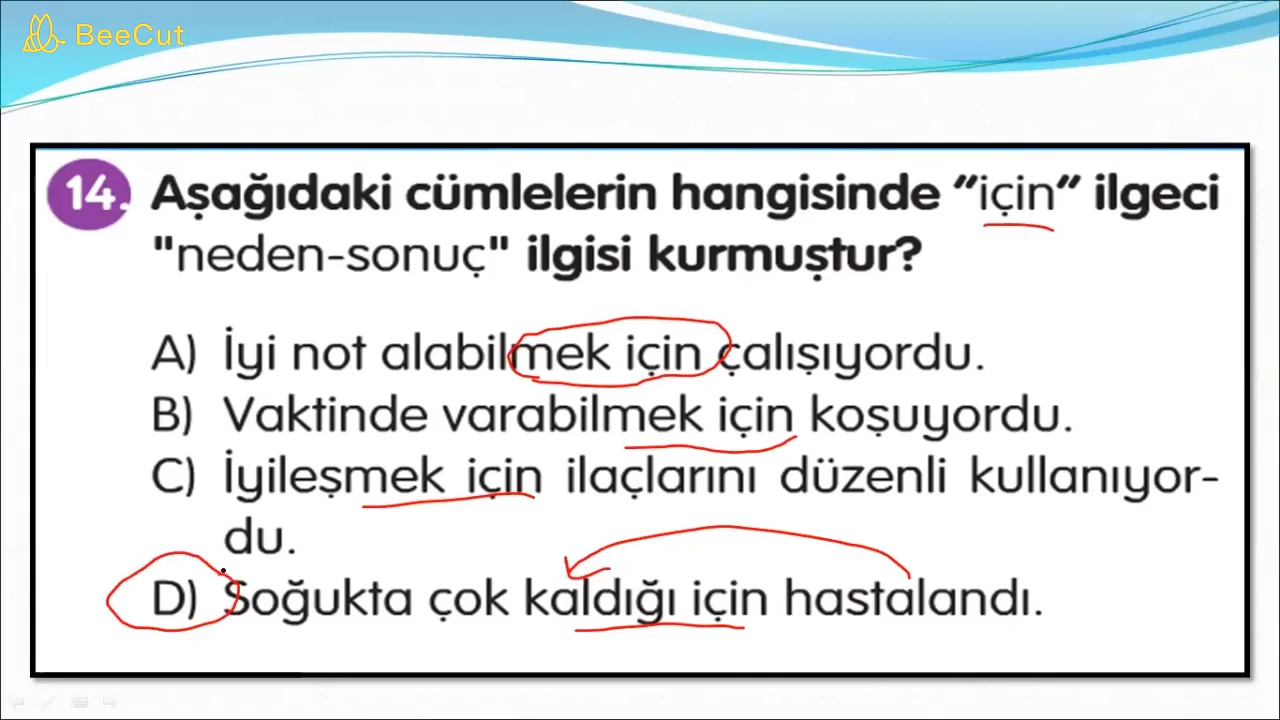 BeeCut
14. Aşağıdaki cümlelerin hangisinde “için” ilgeci
"neden-sonuç" ilgisi kurmuştur?
A) İyi not alabilmek için çalışıyordu.
B) Vaktinde varabilmek için koşuyordu.
C) İyileşmek için ilaçlarını düzenli kullanıyor-
du.
D) Soğukta çok kaldığı için hastalandı.